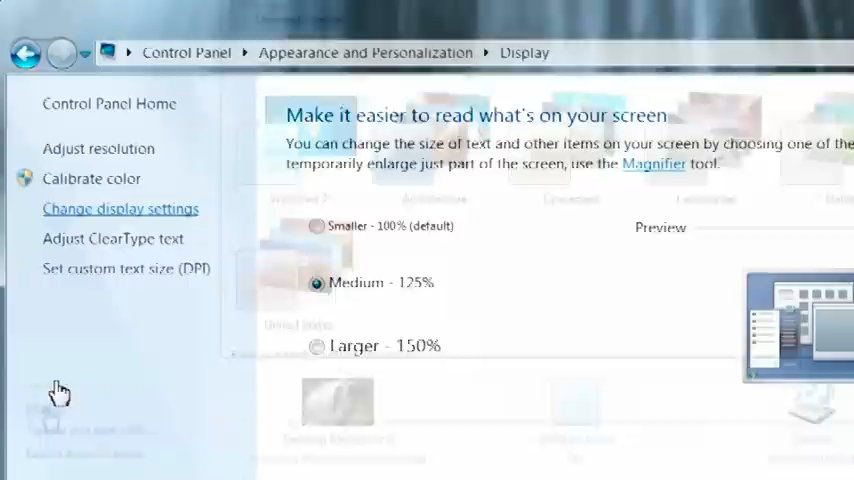 Control Panel Appearance and Personalization Display
Control Panel Home
Adjust resolution
Calibrate color
Change display settings
Adjust ClearType text
Set custom text size (DPI)
Make it easier to read what's on your screen
You can change the size of text and other items on your screen by choosing one of the
temporarily enlarge just part of the screen, use the Magnifier tool.
Smaller - 100% (default)
Preview
Medium - 125%
Larger - 150%